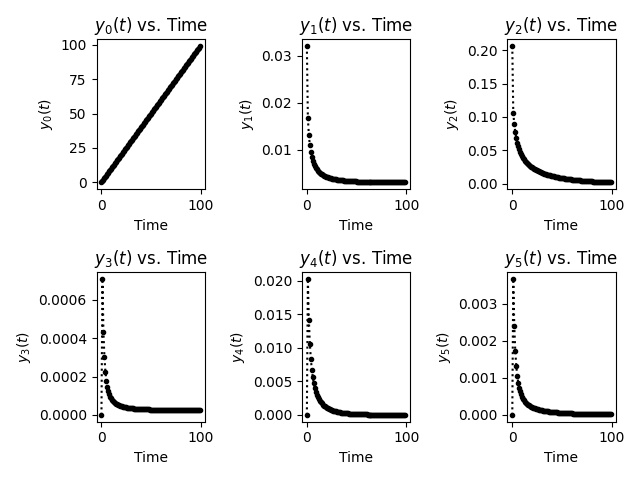 y₀(t) vs. Time
y₁(t) vs. Time
y₂(t) vs. Time
100
75
50
25
0
y₀(t)
0
100
Time
0.03
0.02
0.01
y₁(t)
0
100
Time
0.20
0.15
0.10
0.05
0.00
y₂(t)
0
100
Time
y₃(t) vs. Time
y₄(t) vs. Time
y₅(t) vs. Time
0.0006
0.0004
0.0002
0.0000
y₃(t)
0
100
Time
0.020
0.015
0.010
0.005
0.000
y₄(t)
0
100
Time
0.003
0.002
0.001
0.000
y₅(t)
0
100
Time